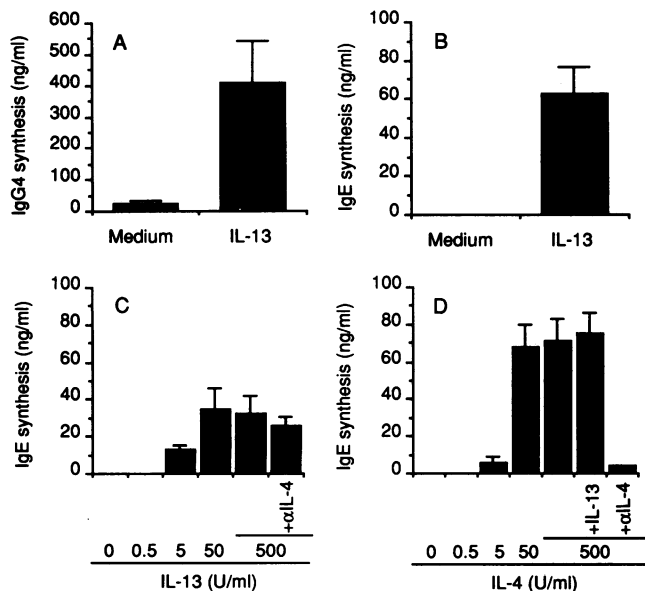 A
IgG4 synthesis (ng/ml)
600
500
400
300
200
100
0
Medium IL-13
B
IgE synthesis (ng/ml)
100
80
60
40
20
0
Medium IL-13
C
IgE synthesis (ng/ml)
100
80
60
40
20
0
+αIL-4
0 0.5 5 50 500
IL-13 (U/ml)
D
IgE synthesis (ng/ml)
100
80
60
40
20
0
+IL-13
+αIL-4
0 0.5 5 50 500
IL-4 (U/ml)